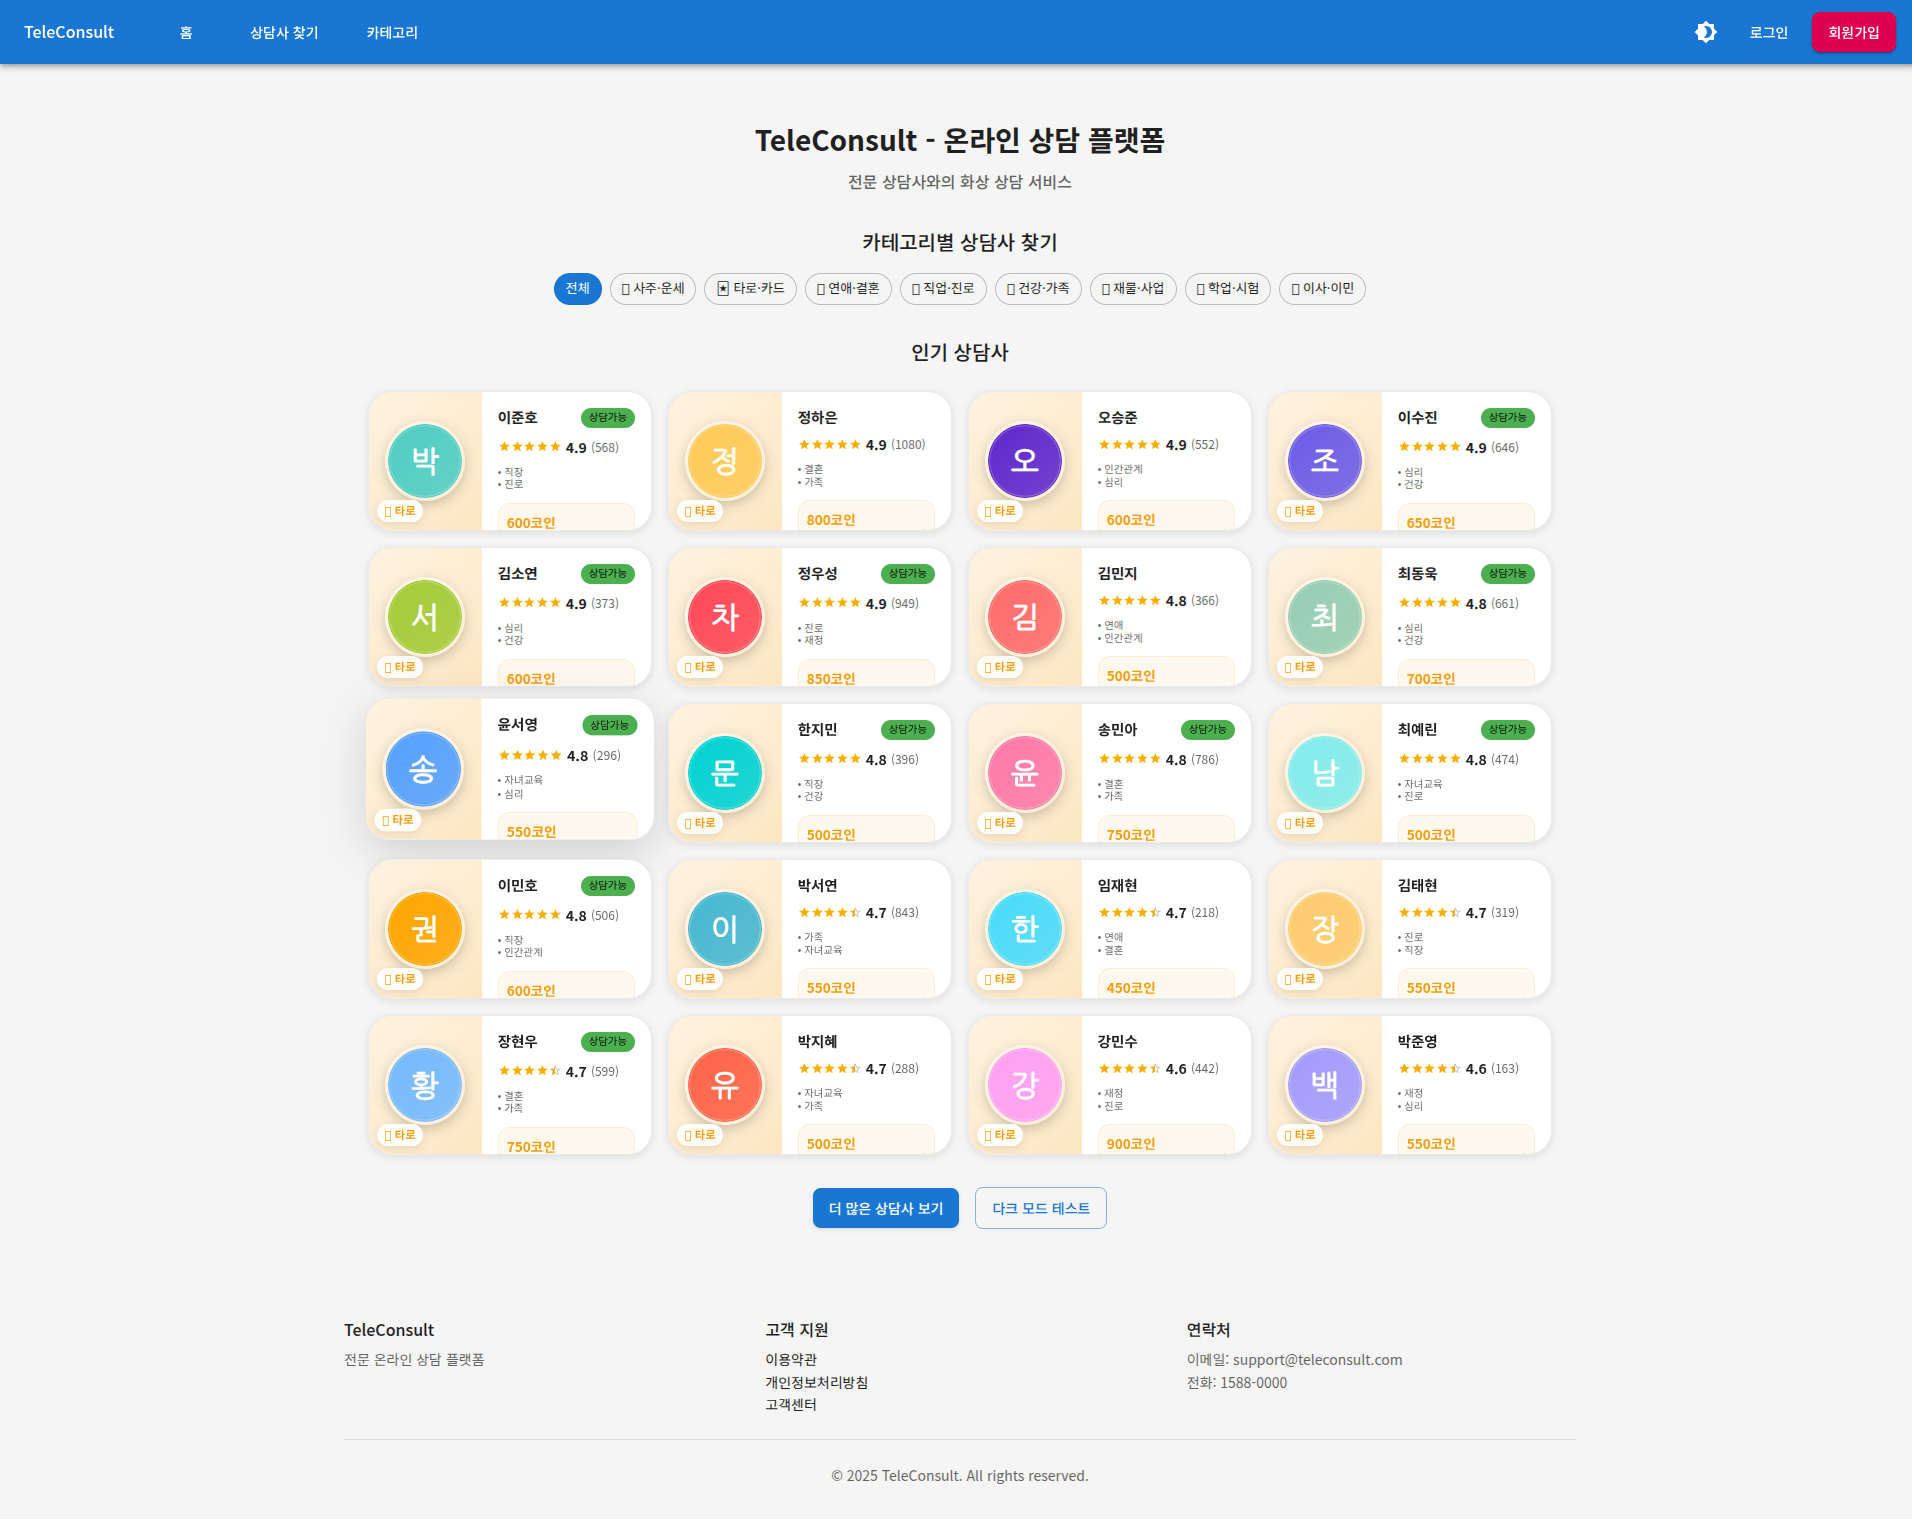 TeleConsult 홈 상담사 찾기 카테고리 로그인 회원가입
TeleConsult - 온라인 상담 플랫폼
전문 상담사와의 화상 상담 서비스
카테고리별 상담사 찾기
전체 사주·운세 타로·카드 연애·결혼 직업·진로 건강·가족 재물·사업 학업·시험 이사·이민
인기 상담사
박
타로
이준호 상담가능
4.9 (568)
• 직장
• 진로
600코인
정
타로
정하은
4.9 (1080)
• 결혼
• 가족
800코인
오
타로
오승준
4.9 (552)
• 인간관계
• 심리
600코인
조
타로
이수진 상담가능
4.9 (646)
• 심리
• 건강
650코인
서
타로
김소연 상담가능
4.9 (373)
• 심리
• 건강
600코인
차
타로
정우성 상담가능
4.9 (949)
• 진로
• 재정
850코인
김
타로
김민지
4.8 (366)
• 연애
• 인간관계
500코인
최
타로
최동욱 상담가능
4.8 (661)
• 심리
• 건강
700코인
송
타로
윤서영 상담가능
4.8 (296)
• 자녀교육
• 심리
550코인
문
타로
한지민 상담가능
4.8 (396)
• 직장
• 건강
500코인
윤
타로
송민아 상담가능
4.8 (786)
• 결혼
• 가족
750코인
남
타로
최예린 상담가능
4.8 (474)
• 자녀교육
• 진로
500코인
권
타로
이민호 상담가능
4.8 (506)
• 직장
• 인간관계
600코인
이
타로
박서연
4.7 (843)
• 가족
• 자녀교육
550코인
한
타로
임재현
4.7 (218)
• 연애
• 결혼
450코인
장
타로
김태현
4.7 (319)
• 진로
• 직장
550코인
황
타로
장현우 상담가능
4.7 (599)
• 결혼
• 가족
750코인
유
타로
박지혜
4.7 (288)
• 자녀교육
• 가족
500코인
강
타로
강민수
4.6 (442)
• 재정
• 진로
900코인
백
타로
박준영
4.6 (163)
• 재정
• 심리
550코인
더 많은 상담사 보기 다크 모드 테스트
TeleConsult
전문 온라인 상담 플랫폼
고객 지원
이용약관
개인정보처리방침
고객센터
연락처
이메일: support@teleconsult.com
전화: 1588-0000
© 2025 TeleConsult. All rights reserved.